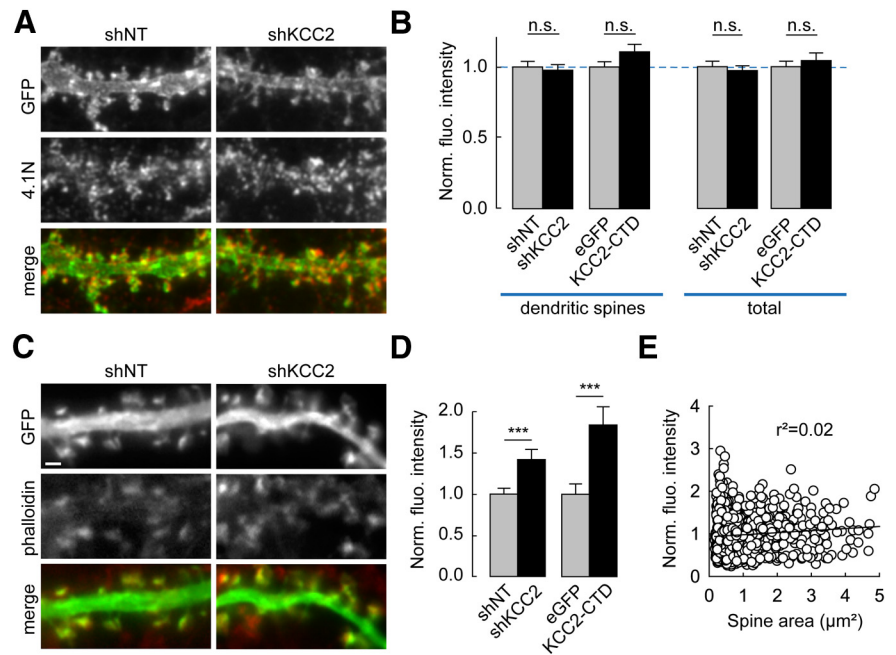 A
shNT
shKCC2
GFP
4.1N
merge
B
n.s.
n.s.
n.s.
n.s.
Norm. fluo. intensity
1.0
0.5
0.0
shNT
shKCC2
eGFP
KCC2-CTD
shNT
shKCC2
eGFP
KCC2-CTD
dendritic spines
total
C
shNT
shKCC2
GFP
phalloidin
merge
D
***
***
Norm. fluo. intensity
2.0
1.5
1.0
0.5
0.0
shNT
shKCC2
eGFP
KCC2-CTD
E
r²=0.02
Norm. fluo. intensity
4
3
2
1
0
0 1 2 3 4 5
Spine area (µm²)